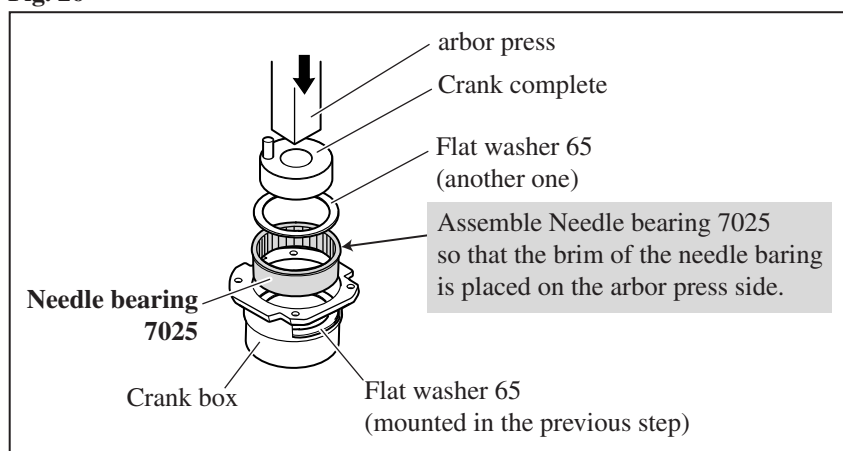 arbor press
Crank complete
Flat washer 65
(another one)
Assemble Needle bearing 7025
so that the brim of the needle baring
is placed on the arbor press side.
Needle bearing
7025
Crank box
Flat washer 65
(mounted in the previous step)